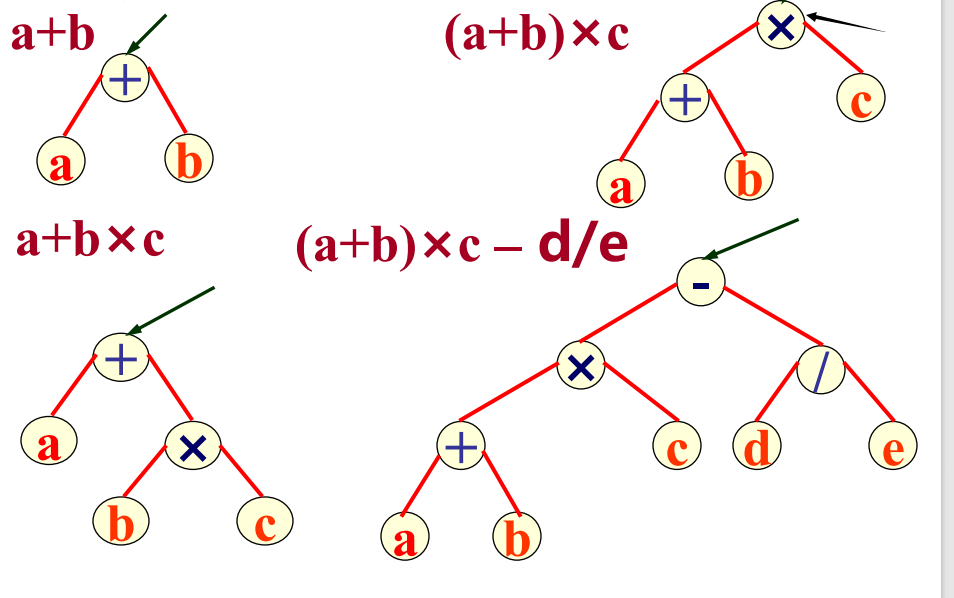 a+b
+
a
b
(a+b)×c
×
+
c
a
b
a+b×c
+
a
×
b
c
(a+b)×c – d/e
-
×
/
+
c
d
e
a
b